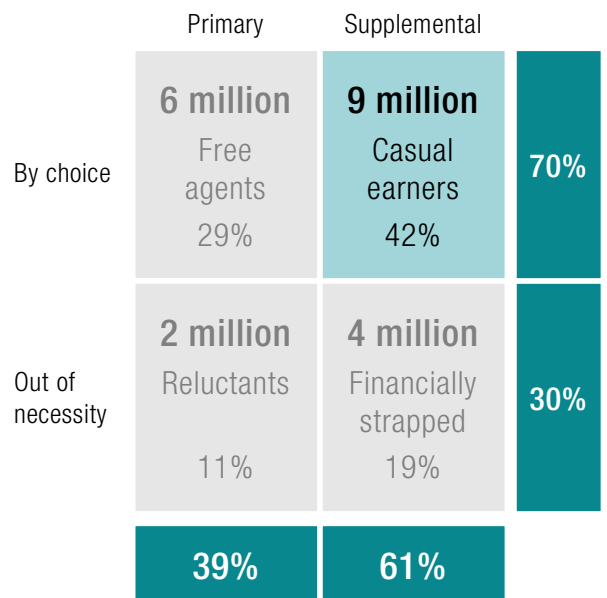 Primary
Supplemental
By choice
6 million
Free
agents
29%
9 million
Casual
earners
42%
70%
Out of
necessity
2 million
Reluctants
11%
4 million
Financially
strapped
19%
30%
39%
61%